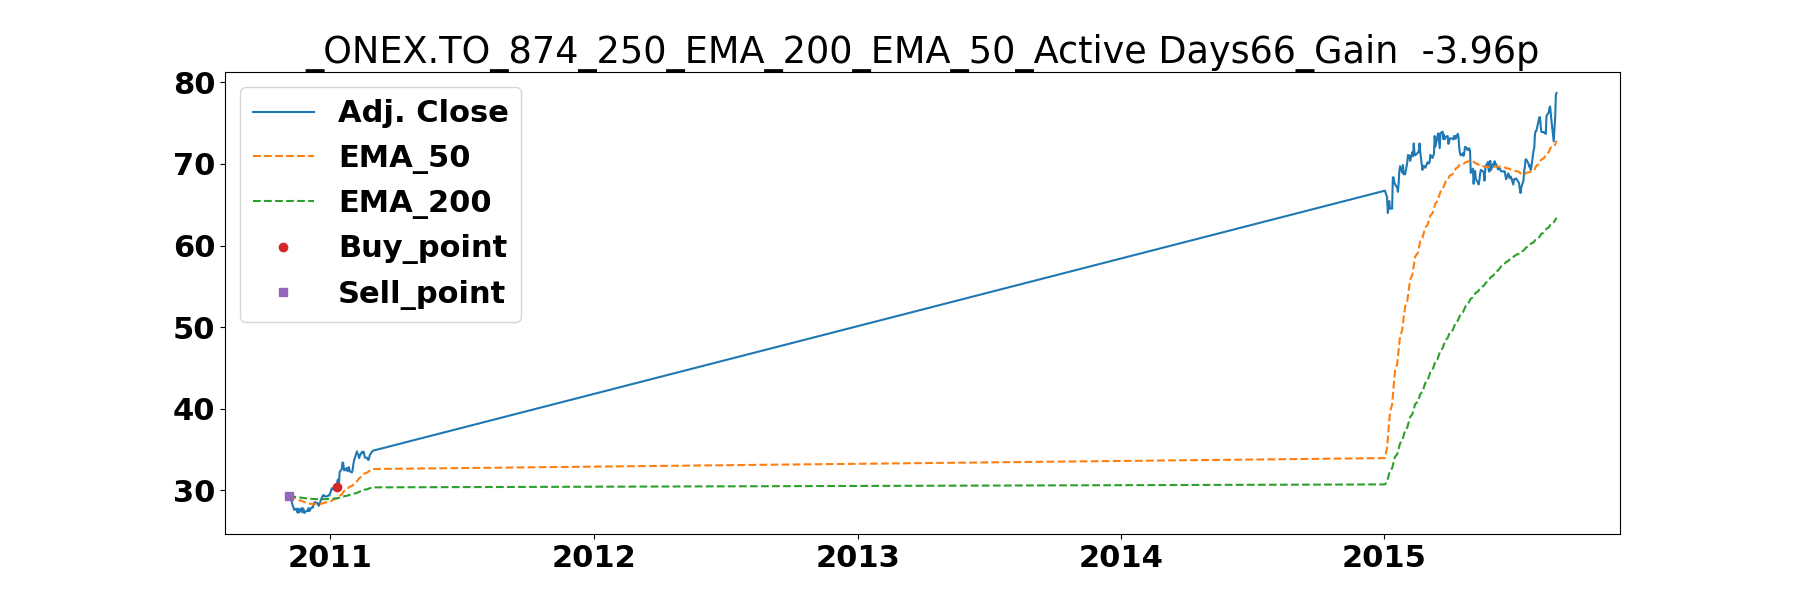 _ONEX.TO_874_250_EMA_200_EMA_50_Active Days66_Gain  -3.96p
80
70
60
50
40
30
Adj. Close
EMA_50
EMA_200
Buy_point
Sell_point
2011
2012
2013
2014
2015